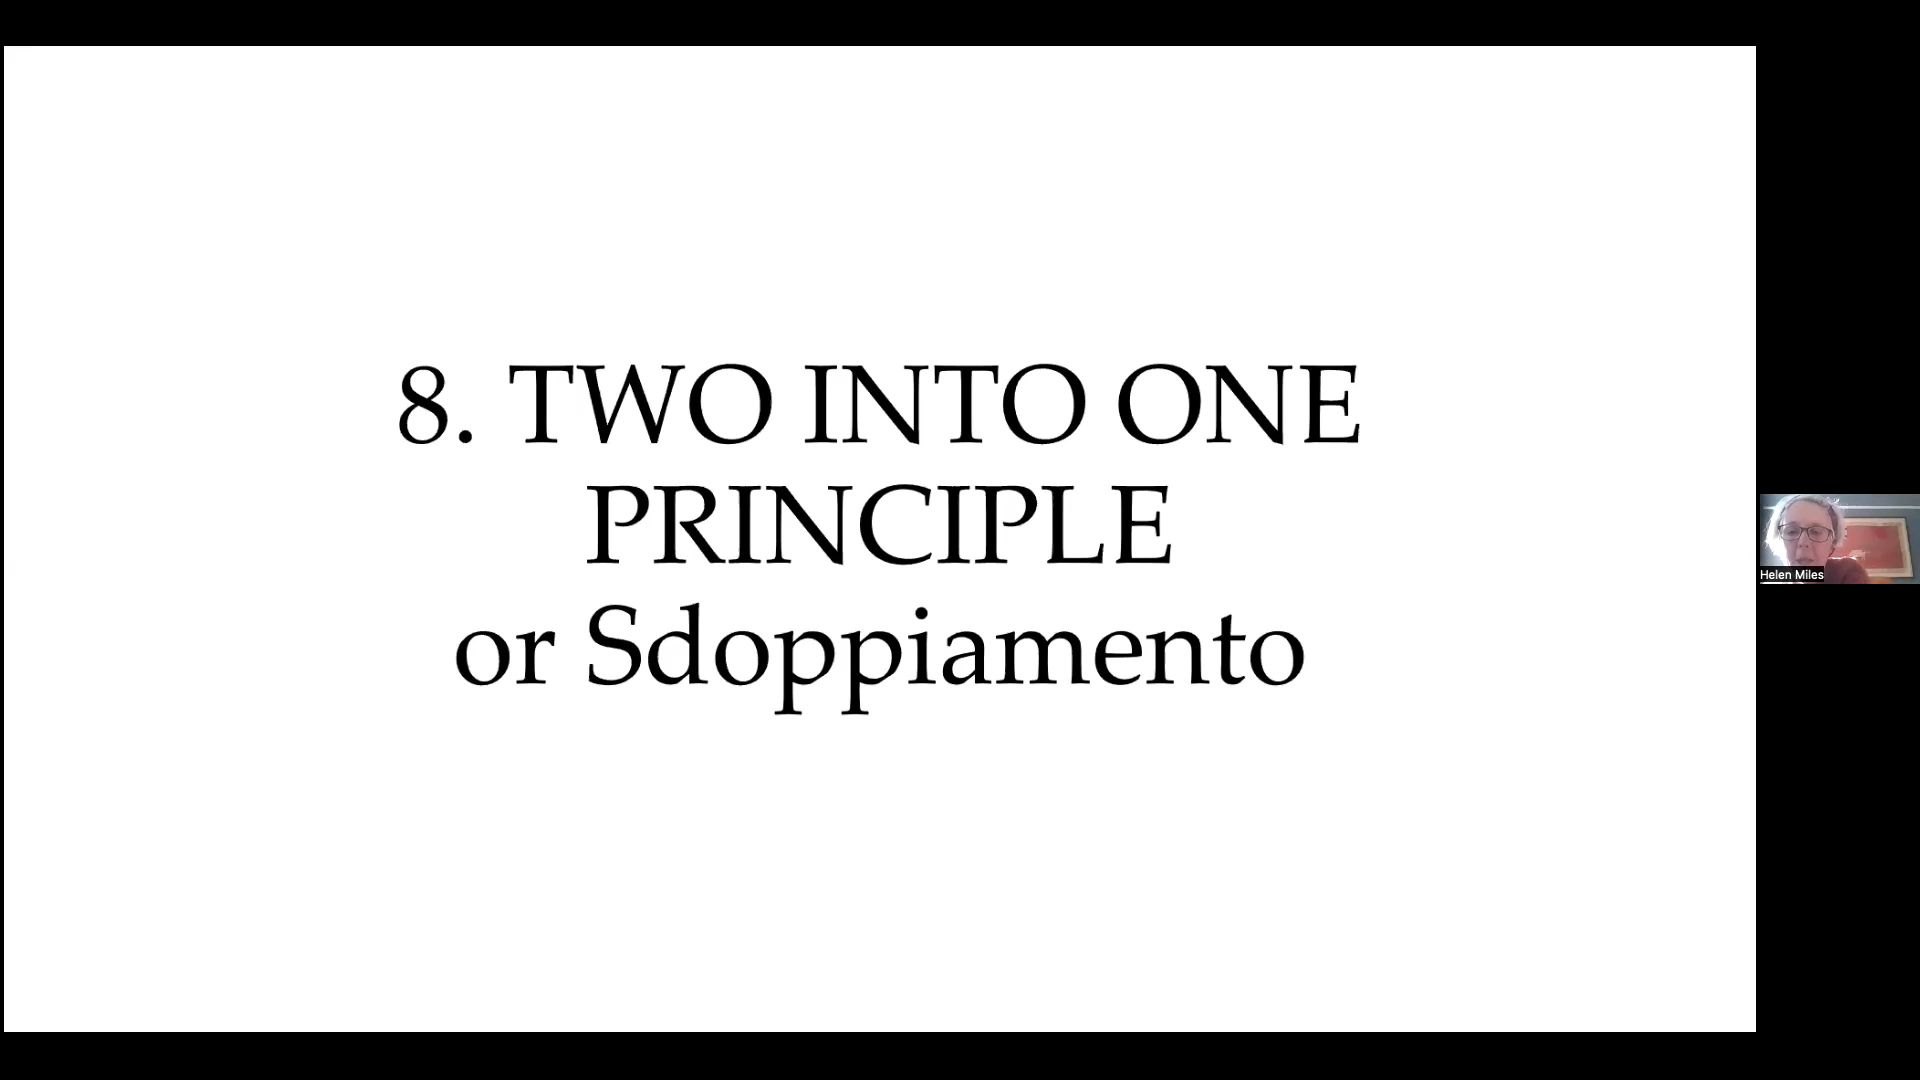 8. TWO INTO ONE
PRINCIPLE
or Sdoppiamento
Helen Miles